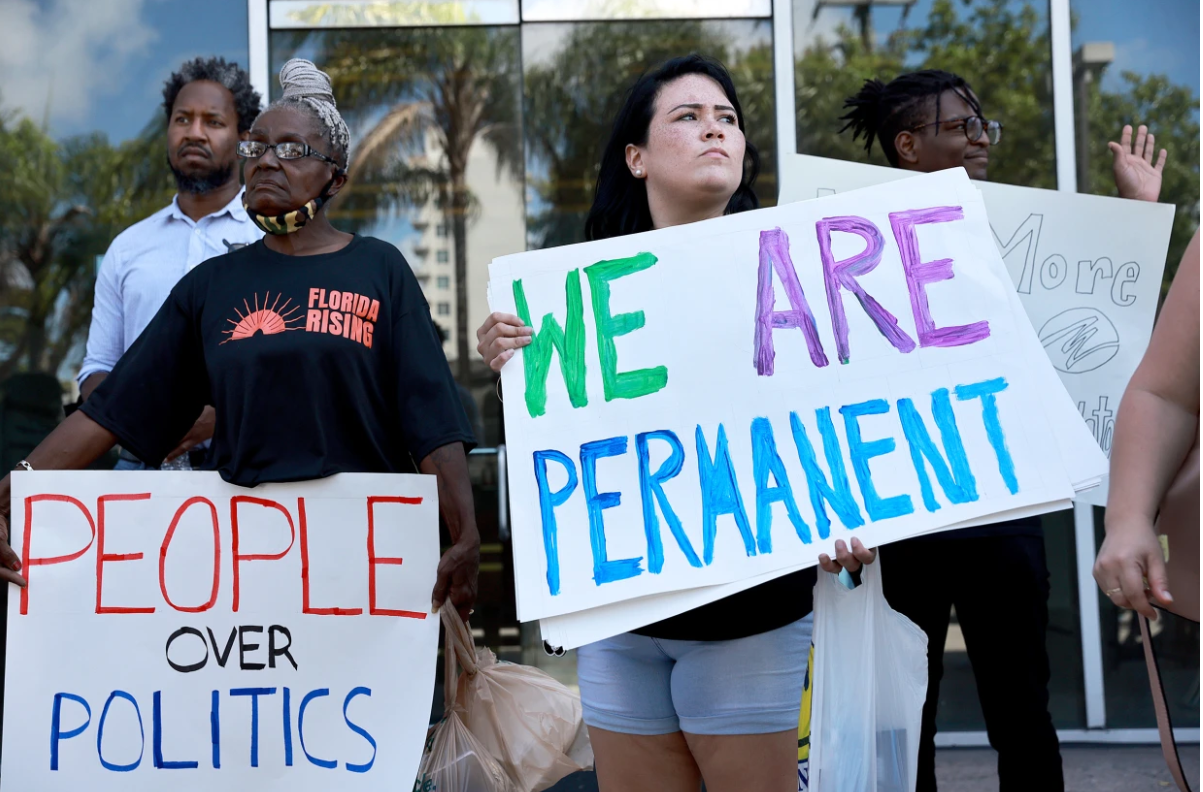 FLORIDA
RISING
PEOPLE
OVER
POLITICS
WE ARE
PERMANENT
More